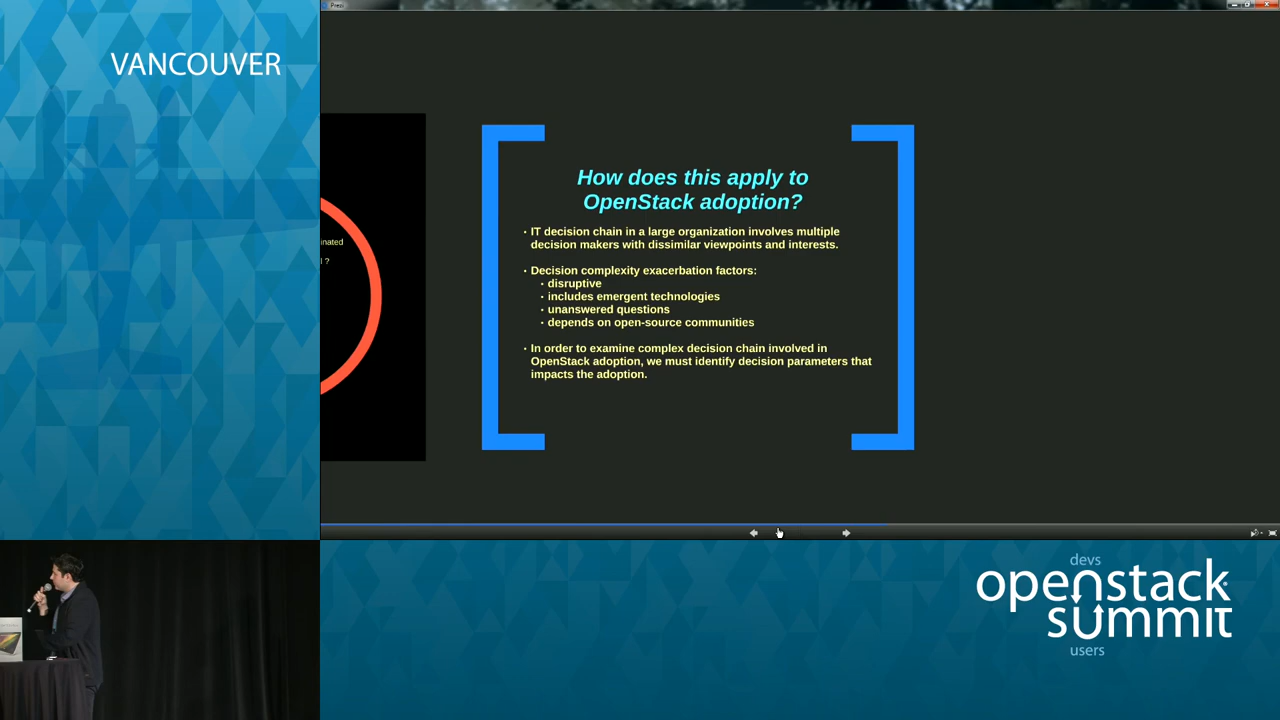 VANCOUVER
Prezi
nated
l ?
How does this apply to
OpenStack adoption?
· IT decision chain in a large organization involves multiple
decision makers with dissimilar viewpoints and interests.
· Decision complexity exacerbation factors:
· disruptive
· includes emergent technologies
· unanswered questions
· depends on open-source communities
· In order to examine complex decision chain involved in
OpenStack adoption, we must identify decision parameters that
impacts the adoption.
devs
openstack
summit
users